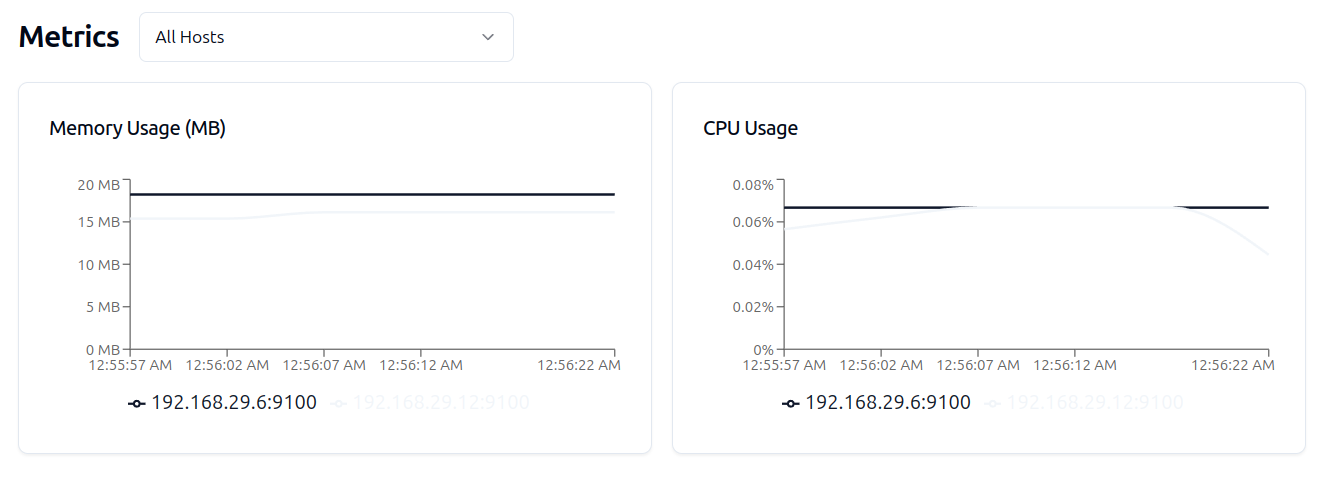 Metrics
All Hosts
Memory Usage (MB)
20 MB
15 MB
10 MB
5 MB
0 MB
12:55:57 AM 12:56:02 AM 12:56:07 AM 12:56:12 AM 12:56:22 AM
192.168.29.6:9100 192.168.29.12:9100
CPU Usage
0.08%
0.06%
0.04%
0.02%
0%
12:55:57 AM 12:56:02 AM 12:56:07 AM 12:56:12 AM 12:56:22 AM
192.168.29.6:9100 192.168.29.12:9100